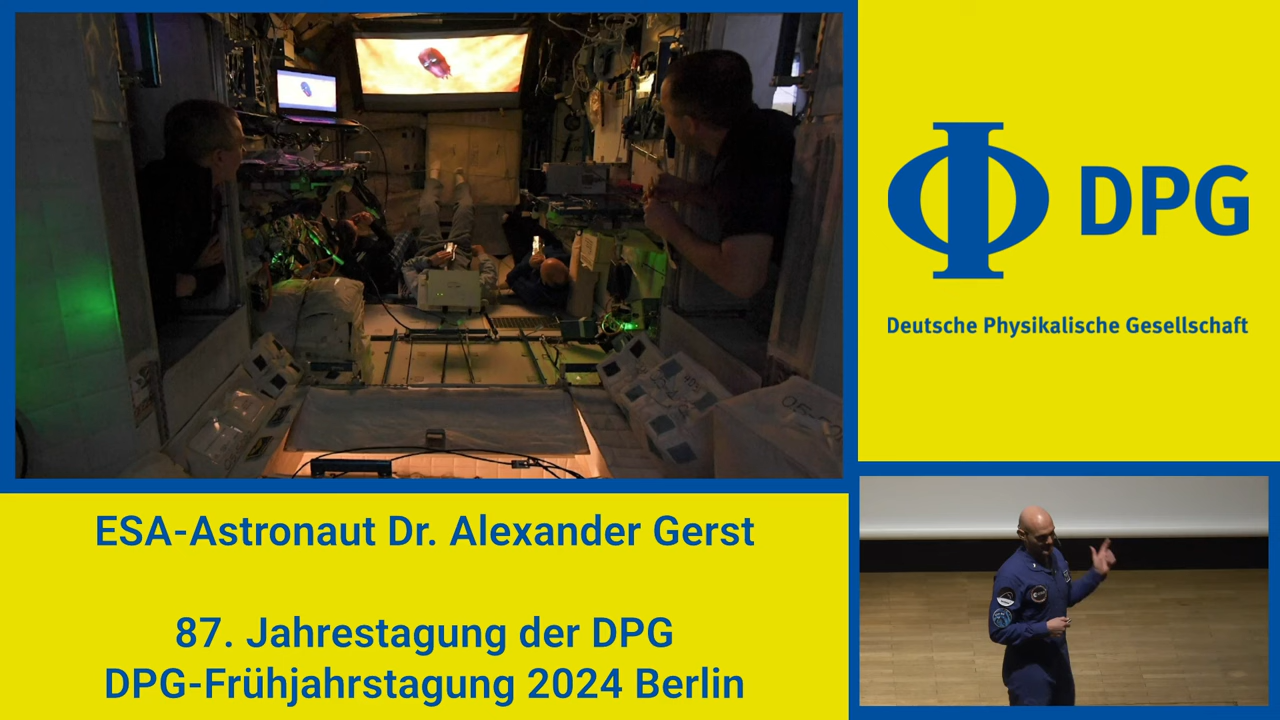 DPG
Deutsche Physikalische Gesellschaft
ESA-Astronaut Dr. Alexander Gerst
87. Jahrestagung der DPG
DPG-Frühjahrstagung 2024 Berlin